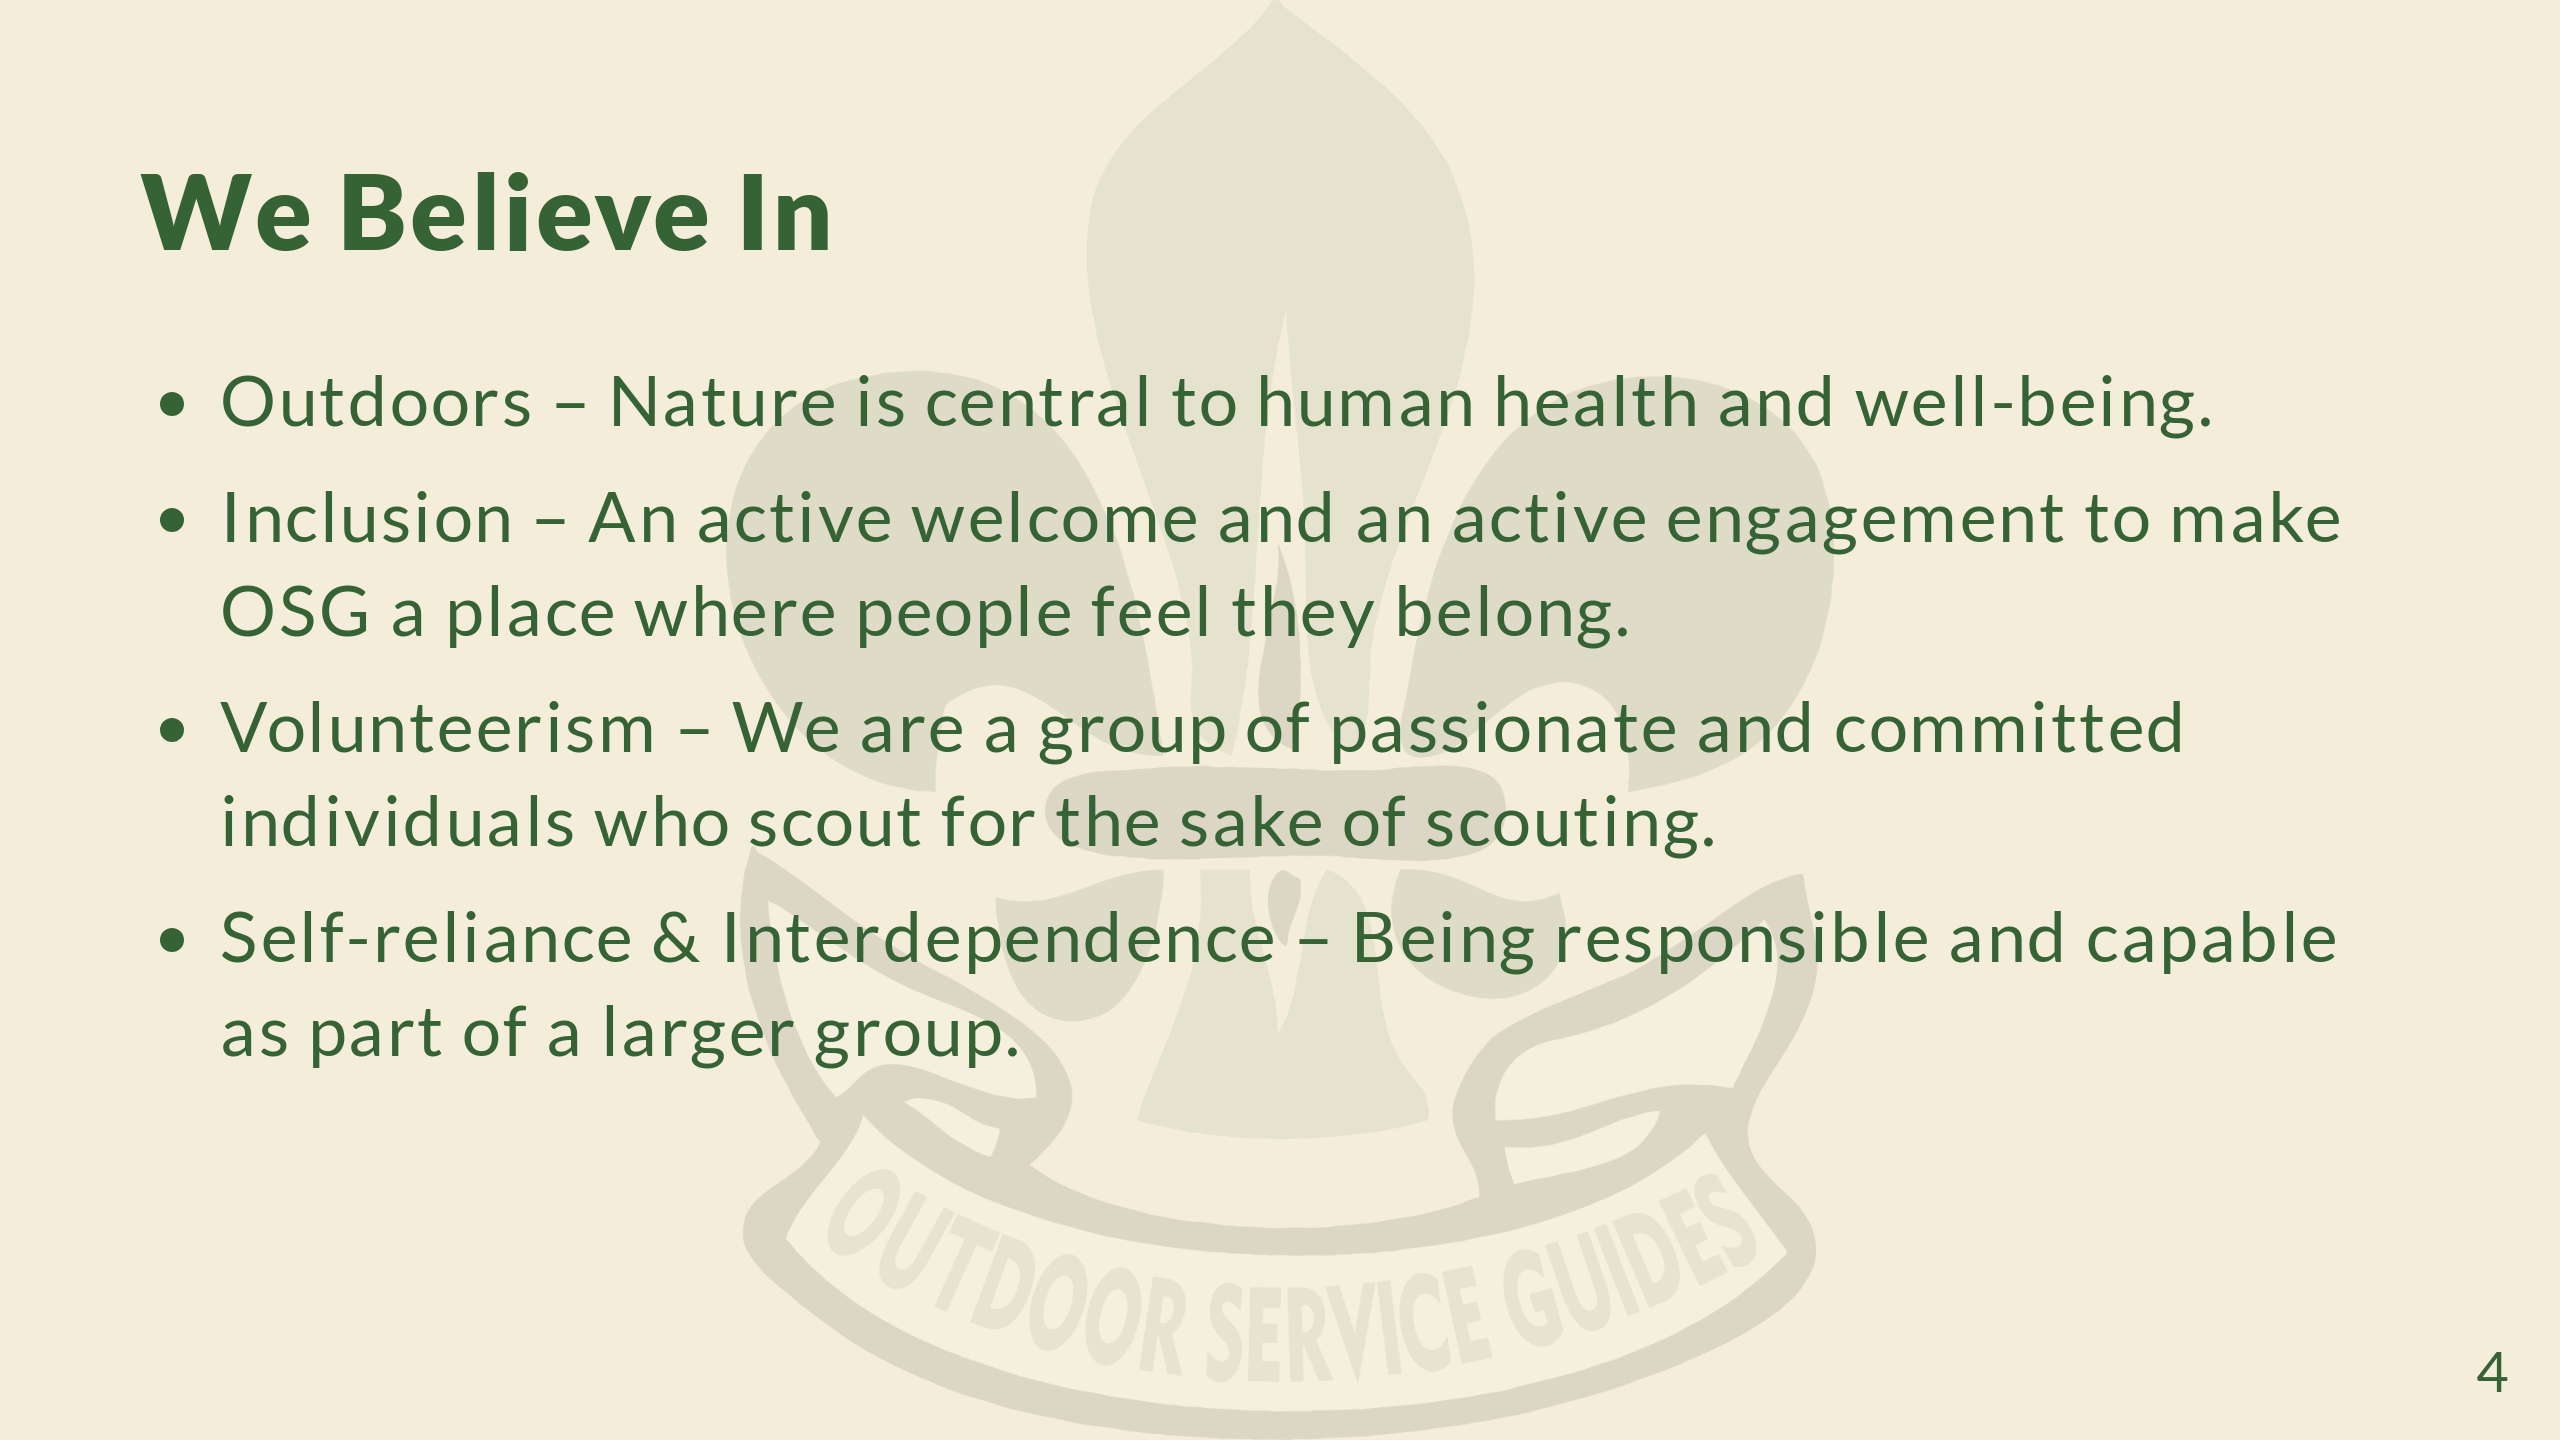 We Believe In
• Outdoors – Nature is central to human health and well-being.
• Inclusion – An active welcome and an active engagement to make
OSG a place where people feel they belong.
• Volunteerism – We are a group of passionate and committed
individuals who scout for the sake of scouting.
• Self-reliance & Interdependence – Being responsible and capable
as part of a larger group.
OUTDOOR SERVICE GUIDES
4